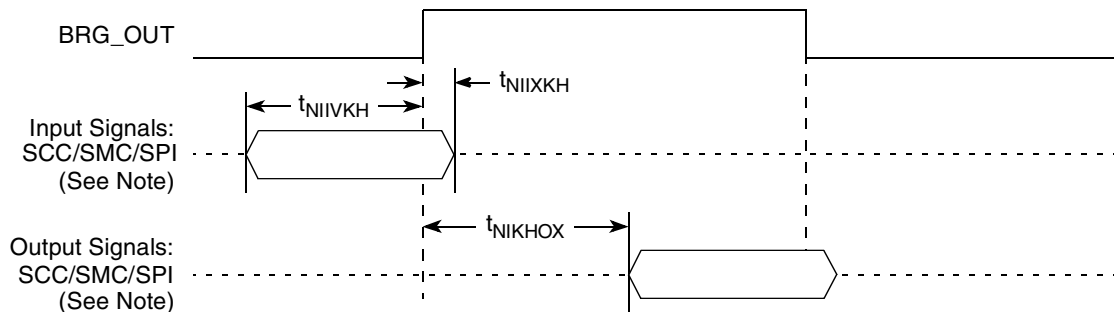 BRG_OUT
tNIIXKH
tNIIVKH
Input Signals:
SCC/SMC/SPI
(See Note)
tNIKHOX
Output Signals:
SCC/SMC/SPI
(See Note)